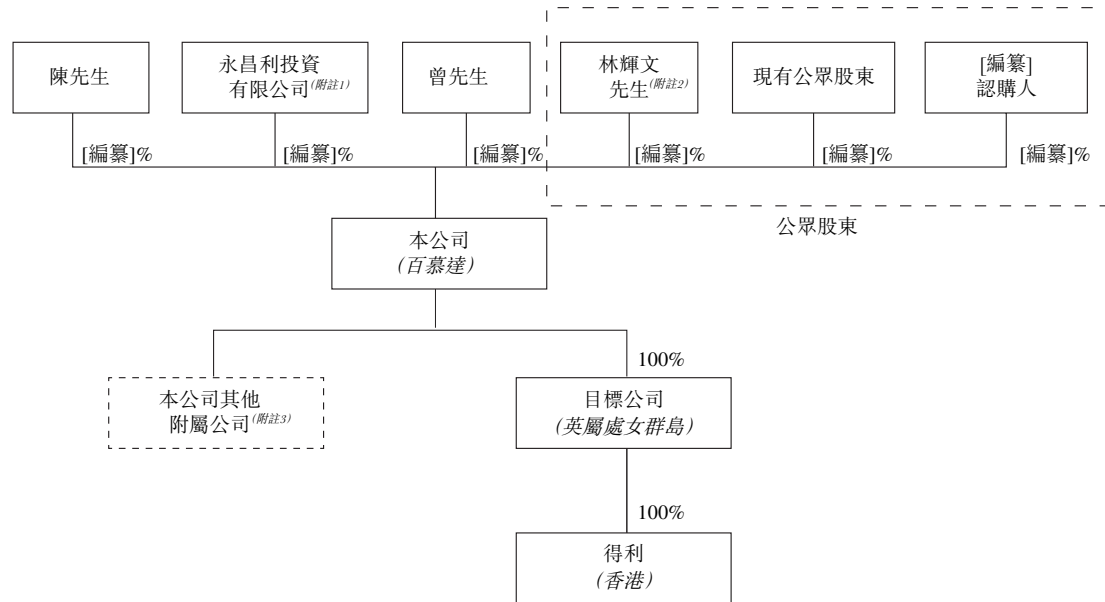 陳先生
永昌利投資
有限公司(附註1)
曾先生
林輝文
先生(附註2)
現有公眾股東
[編纂]
認購人
[編纂]%
[編纂]%
[編纂]%
[編纂]%
[編纂]%
[編纂]%
公眾股東
本公司
(百慕達)
100%
本公司其他
附屬公司(附註3)
目標公司
(英屬處女群島)
100%
得利
(香港)